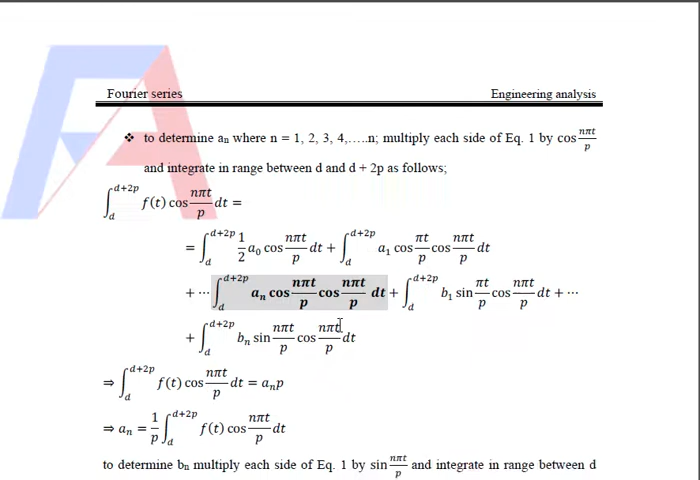 Fourier series Engineering analysis
❖ to determine aₙ where n = 1, 2, 3, 4,…..n; multiply each side of Eq. 1 by cos nπt/p
and integrate in range between d and d + 2p as follows;
∫_d^{d+2p} f(t) cos nπt/p dt =
= ∫_d^{d+2p} 1/2 a₀ cos nπt/p dt + ∫_d^{d+2p} a₁ cos πt/p cos nπt/p dt
+ ⋯ ∫_d^{d+2p} aₙ cos nπt/p cos nπt/p dt + ∫_d^{d+2p} b₁ sin πt/p cos nπt/p dt + ⋯
+ ∫_d^{d+2p} bₙ sin nπt/p cos nπt/p dt
⇒ ∫_d^{d+2p} f(t) cos nπt/p dt = aₙp
⇒ aₙ = 1/p ∫_d^{d+2p} f(t) cos nπt/p dt
to determine bₙ multiply each side of Eq. 1 by sin nπt/p and integrate in range between d